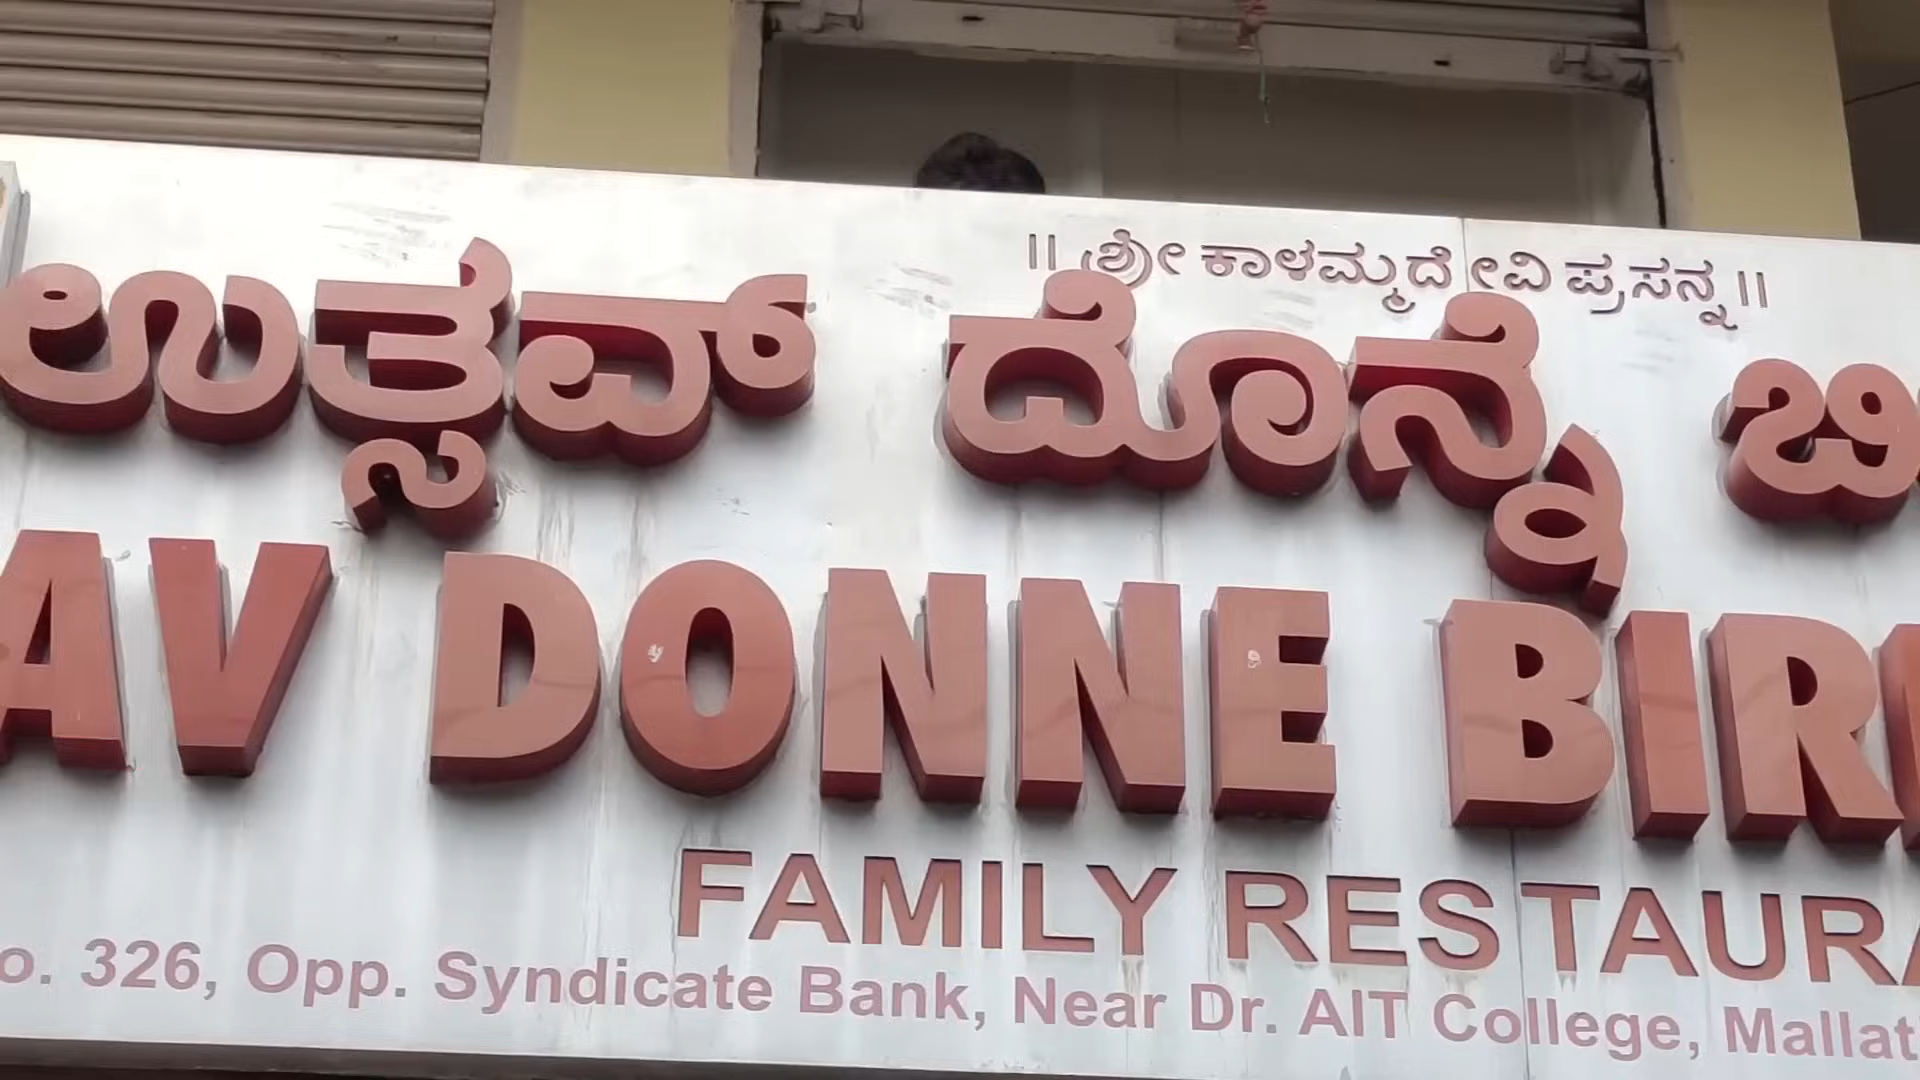 ॥ ಶ್ರೀ ಕಾಳಮ್ಮದೇವಿ ಪ್ರಸನ್ನ ॥
ಉತ್ಸವ್ ದೊನ್ನೆ ಬಿ
AV DONNE BIR
FAMILY RESTAURA
o. 326, Opp. Syndicate Bank, Near Dr. AIT College, Mallat